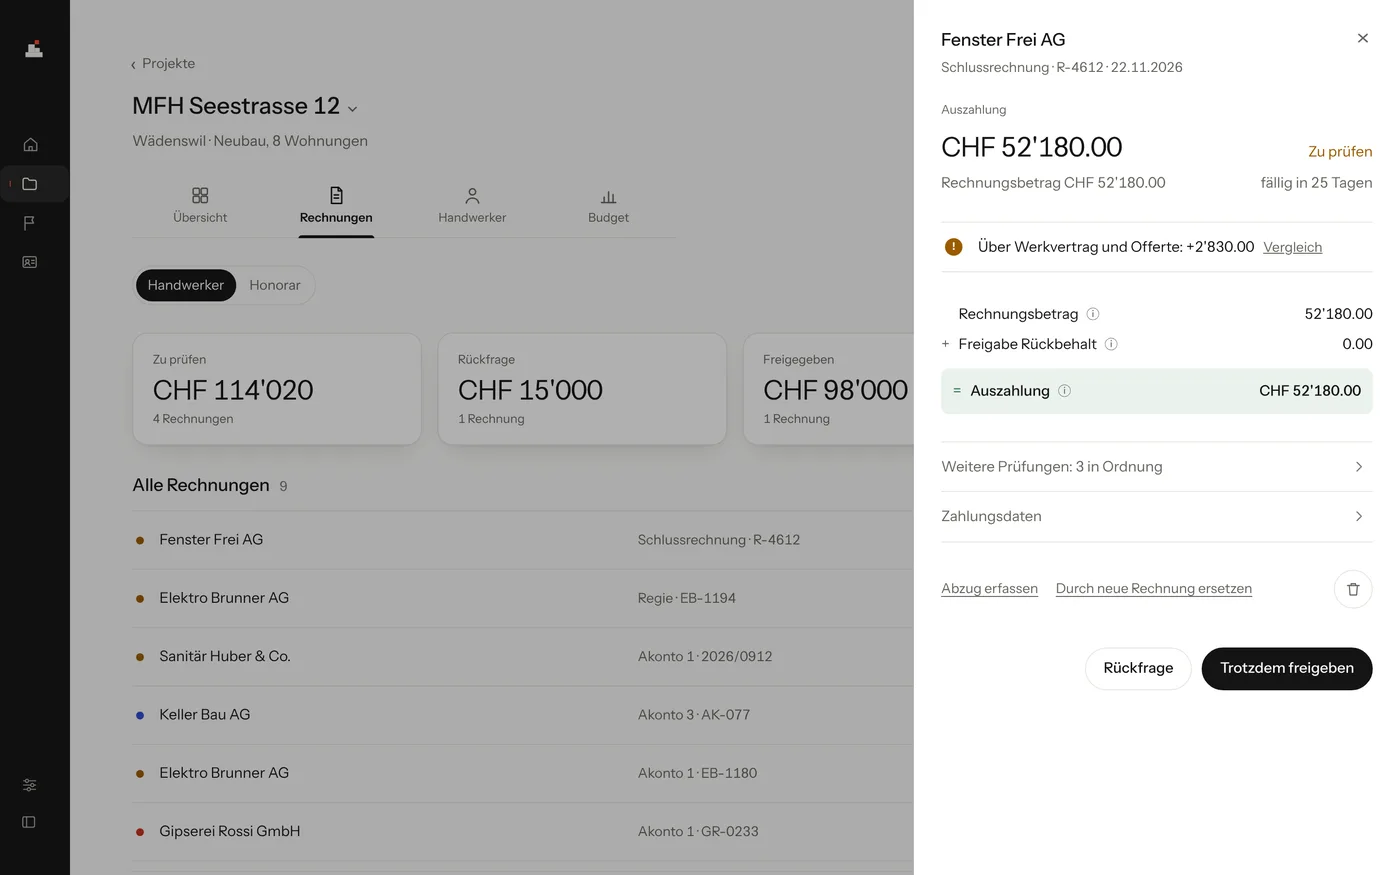 ‹ Projekte
MFH Seestrasse 12
Wädenswil · Neubau, 8 Wohnungen
Übersicht
Rechnungen
Handwerker
Budget
Handwerker
Honorar
Zu prüfen
CHF 114'020
4 Rechnungen
Rückfrage
CHF 15'000
1 Rechnung
Freigegeben
CHF 98'000
1 Rechnung
Alle Rechnungen 9
Fenster Frei AG Schlussrechnung · R-4612
Elektro Brunner AG Regie · EB-1194
Sanitär Huber & Co. Akonto 1 · 2026/0912
Keller Bau AG Akonto 3 · AK-077
Elektro Brunner AG Akonto 1 · EB-1180
Gipserei Rossi GmbH Akonto 1 · GR-0233
Fenster Frei AG
Schlussrechnung · R-4612 · 22.11.2026
Auszahlung
CHF 52'180.00 Zu prüfen
Rechnungsbetrag CHF 52'180.00 fällig in 25 Tagen
! Über Werkvertrag und Offerte: +2'830.00 Vergleich
Rechnungsbetrag 52'180.00
+ Freigabe Rückbehalt 0.00
= Auszahlung CHF 52'180.00
Weitere Prüfungen: 3 in Ordnung
Zahlungsdaten
Abzug erfassen Durch neue Rechnung ersetzen
Rückfrage Trotzdem freigeben